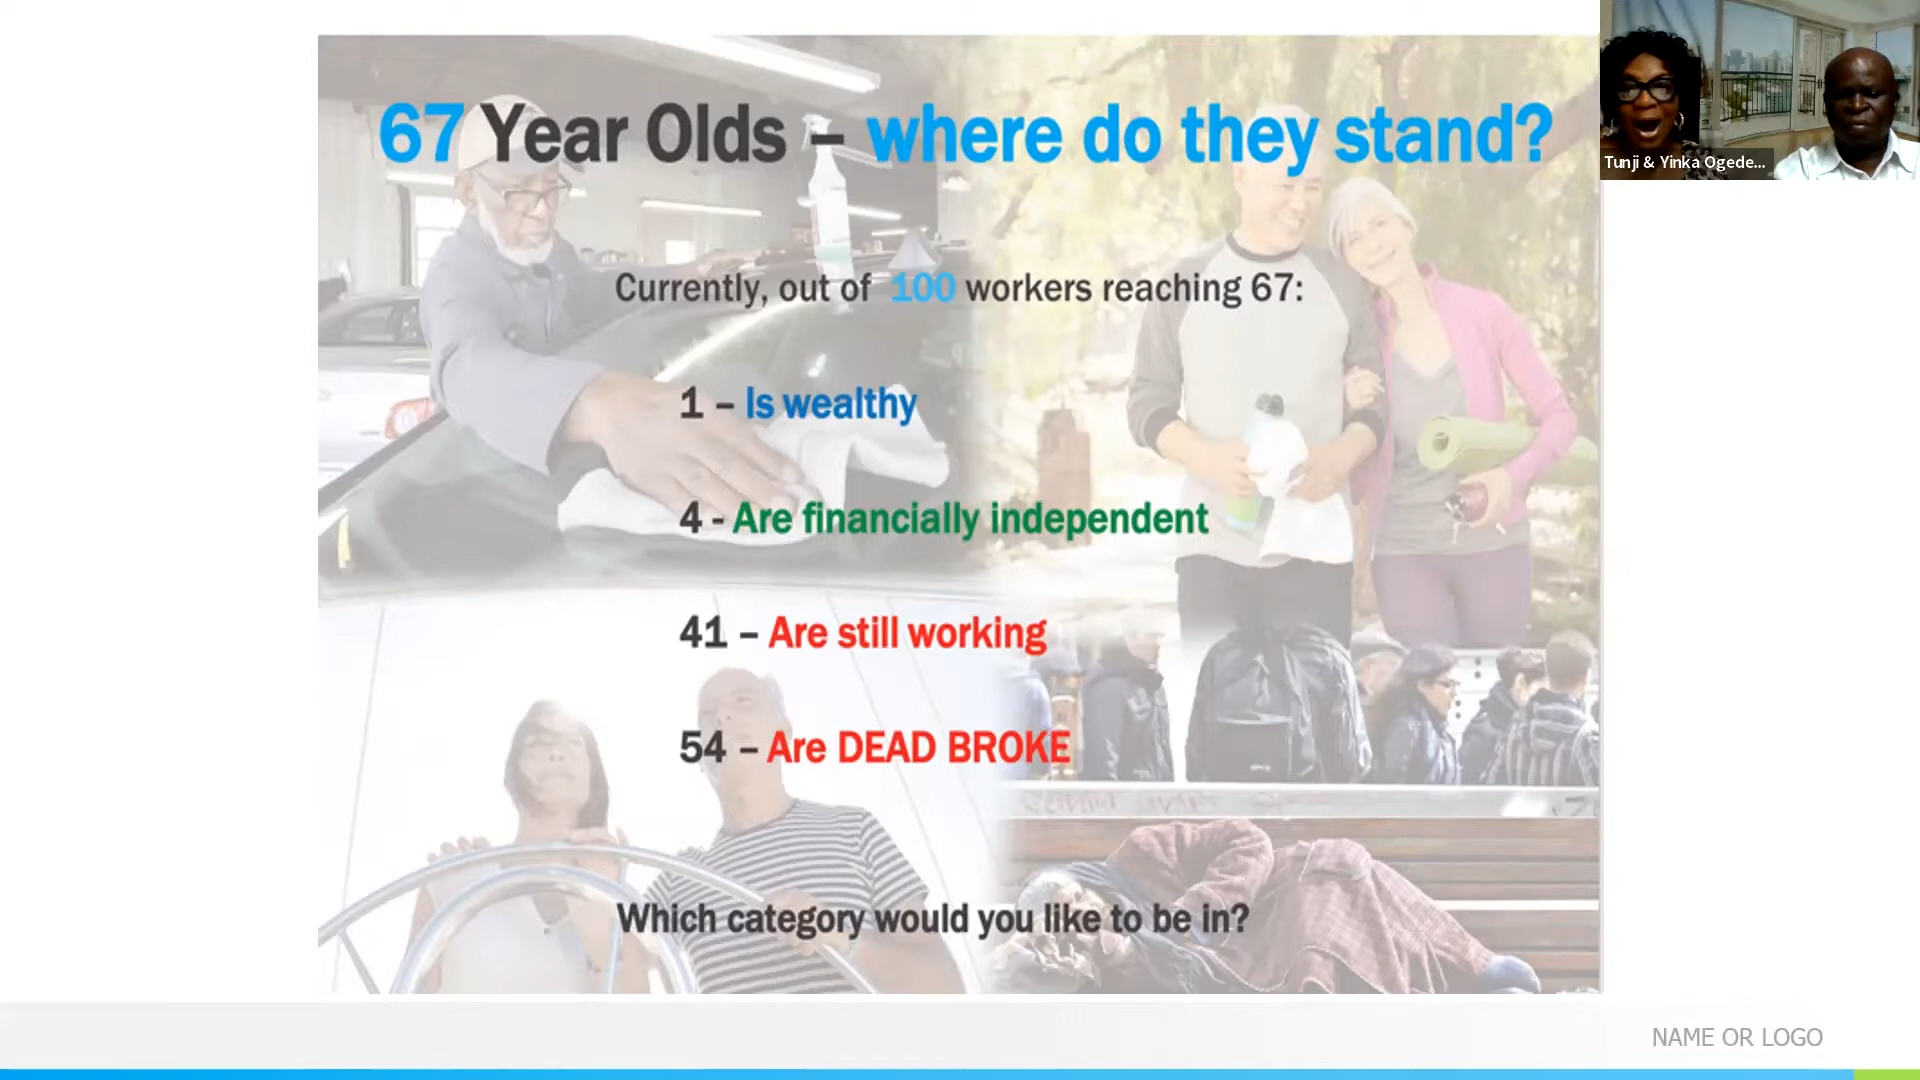 67 Year Olds – where do they stand?
Tunji & Yinka Ogede...
Currently, out of 100 workers reaching 67:
1 – Is wealthy
4 - Are financially independent
41 – Are still working
54 – Are DEAD BROKE
Which category would you like to be in?
NAME OR LOGO